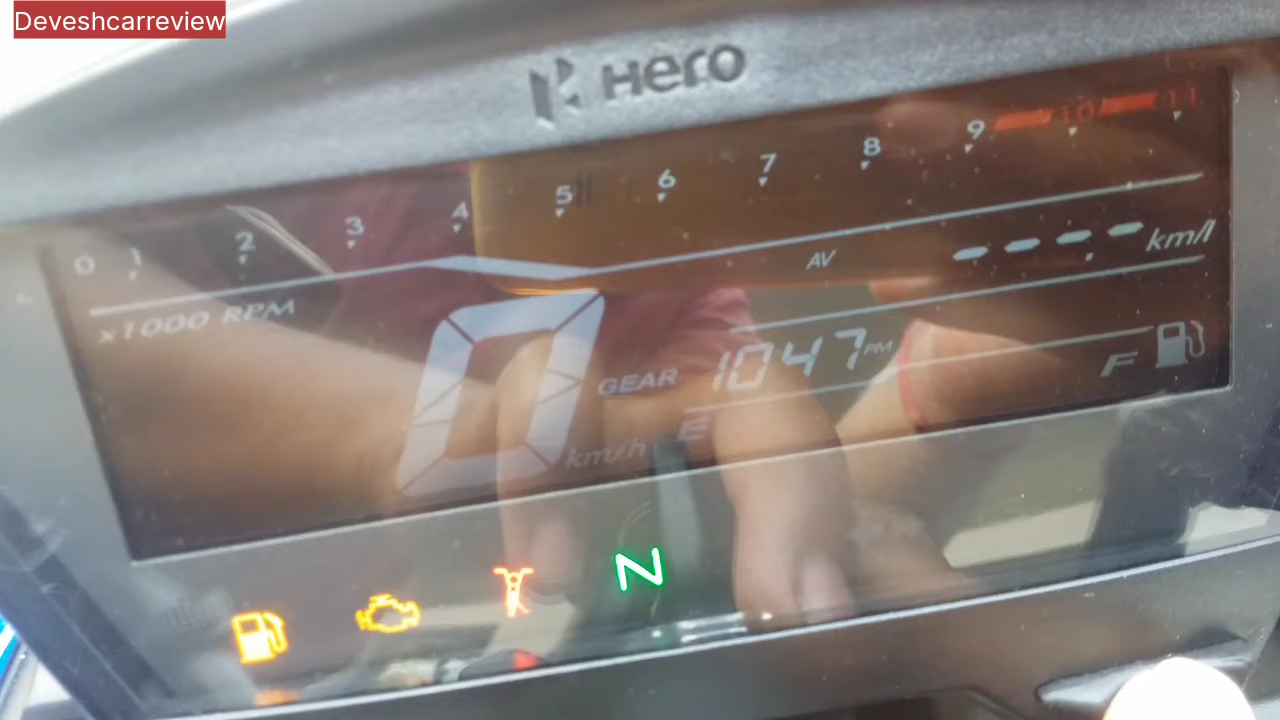 Deveshcarreview
Hero
0 1 2 3 4 5 6 7 8 9 10 11
x1000 RPM
AV ---- km/l
0 km/h
GEAR
1047 PM
E F
N